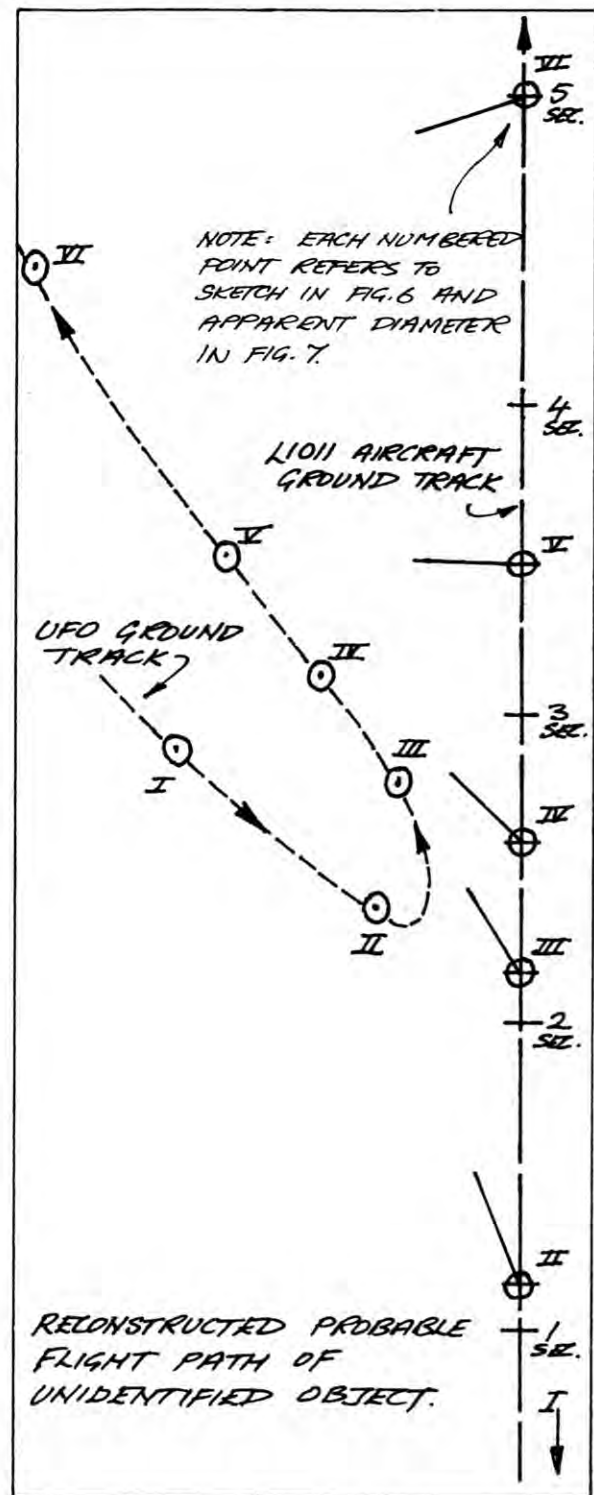 VI
5
SEC.
VI
NOTE: EACH NUMBERED
POINT REFERS TO
SKETCH IN FIG. 6 AND
APPARENT DIAMETER
IN FIG. 7.
4
SEC.
L1011 AIRCRAFT
GROUND TRACK
V
V
UFO GROUND
TRACK
IV
3
SEC.
I
III
IV
II
III
2
SEC.
II
RECONSTRUCTED PROBABLE
FLIGHT PATH OF
UNIDENTIFIED OBJECT.
1
SEC.
I